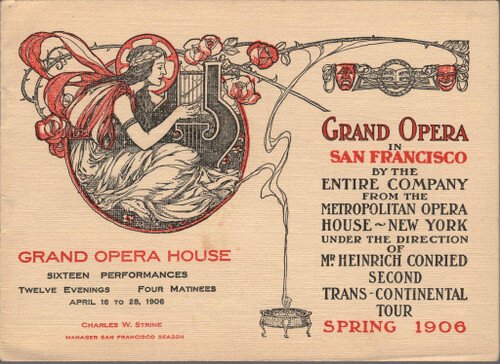 GRAND OPERA HOUSE
SIXTEEN PERFORMANCES
TWELVE EVENINGS FOUR MATINEES
APRIL 16 TO 28, 1906
CHARLES W. STRINE
MANAGER SAN FRANCISCO SEASON
GRAND OPERA
IN
SAN FRANCISCO
BY THE
ENTIRE COMPANY
FROM THE
METROPOLITAN OPERA
HOUSE ~ NEW YORK
UNDER THE DIRECTION
OF
MR HEINRICH CONRIED
SECOND
TRANS-CONTINENTAL
TOUR
SPRING 1906